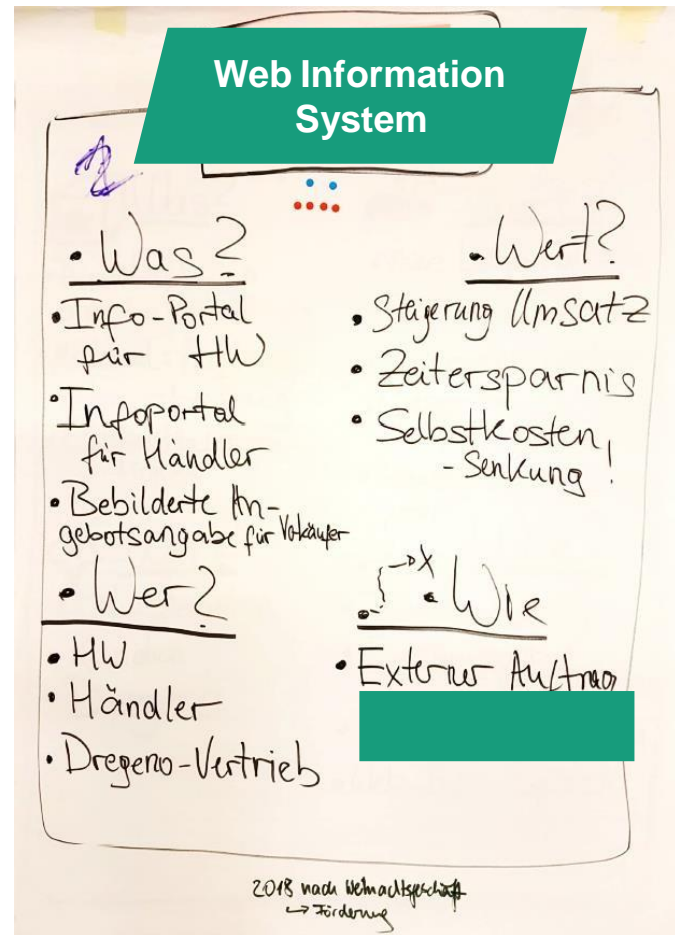 Web Information
System
2
• Was?
• Info-Portal
für HW
• Infoportal
für Händler
• Bebilderte An-
gebotsangabe für Vokäufer
• Wert?
• Steigerung Umsatz
• Zeitersparnis
• Selbstkosten
- Senkung!
• Wer?
• HW
• Händler
• Dregeno-Vertrieb
→ X
• Wie
• Externer Auftrag
2018 nach Weihnachtsgeschäft
↳ Förderung